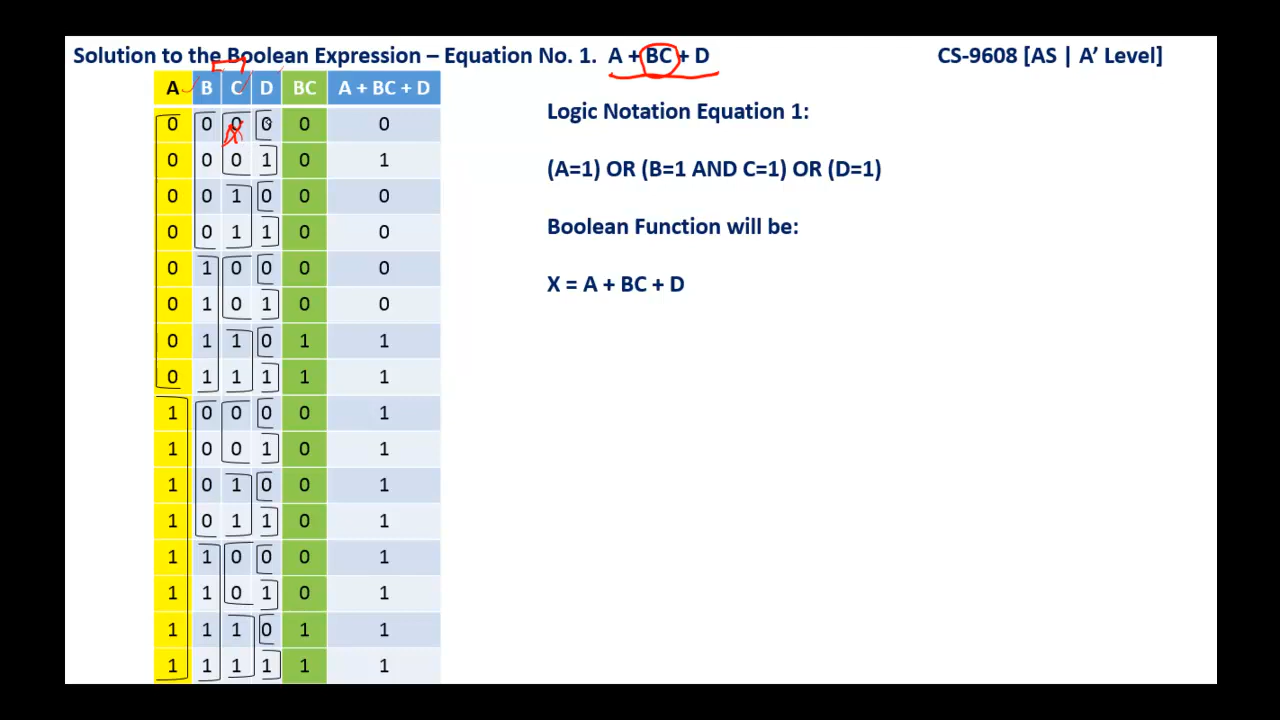 Solution to the Boolean Expression – Equation No. 1. A + BC + D CS-9608 [AS | A’ Level]
A B C D BC A + BC + D
0 0 0 0 0 0
0 0 0 1 0 1
0 0 1 0 0 0
0 0 1 1 0 0
0 1 0 0 0 0
0 1 0 1 0 0
0 1 1 0 1 1
0 1 1 1 1 1
1 0 0 0 0 1
1 0 0 1 0 1
1 0 1 0 0 1
1 0 1 1 0 1
1 1 0 0 0 1
1 1 0 1 0 1
1 1 1 0 1 1
1 1 1 1 1 1
Logic Notation Equation 1:
(A=1) OR (B=1 AND C=1) OR (D=1)
Boolean Function will be:
X = A + BC + D